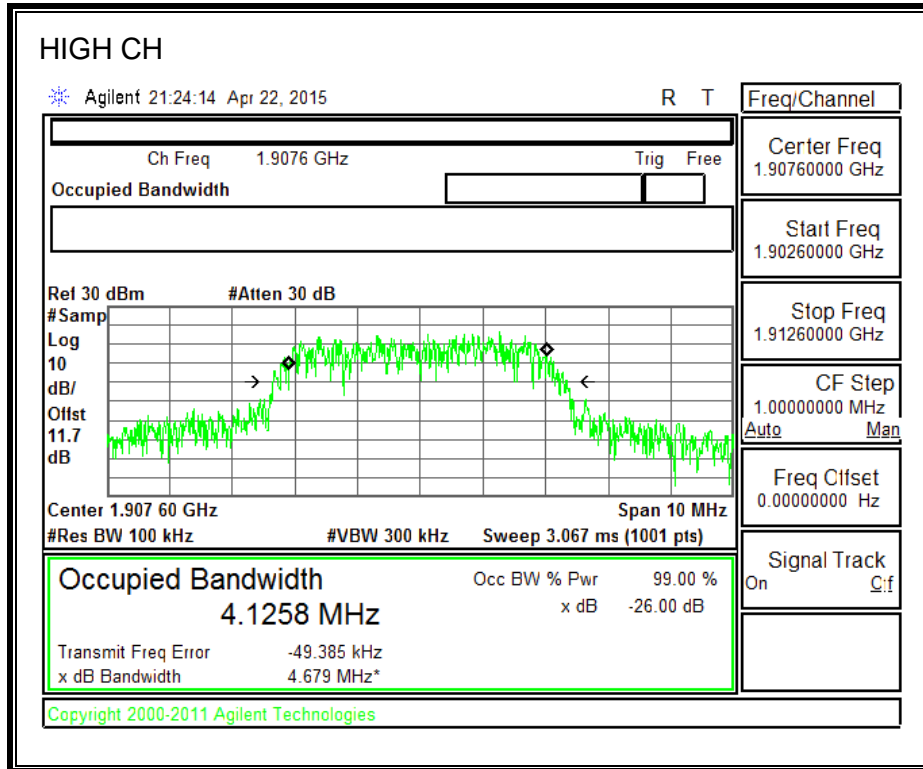 HIGH CH
Agilent 21:24:14 Apr 22, 2015 R T
Freq/Channel
Ch Freq 1.9076 GHz Trig Free
Occupied Bandwidth
Center Freq
1.90760000 GHz
Start Freq
1.90260000 GHz
Stop Freq
1.91260000 GHz
CF Step
1.00000000 MHz
Auto Man
Freq Offset
0.00000000 Hz
Signal Track
On Off
Ref 30 dBm #Atten 30 dB
#Samp
Log
10
dB/
Offst
11.7
dB
Center 1.907 60 GHz Span 10 MHz
#Res BW 100 kHz #VBW 300 kHz Sweep 3.067 ms (1001 pts)
Occupied Bandwidth
4.1258 MHz
Occ BW % Pwr 99.00 %
x dB -26.00 dB
Transmit Freq Error -49.385 kHz
x dB Bandwidth 4.679 MHz*
Copyright 2000-2011 Agilent Technologies